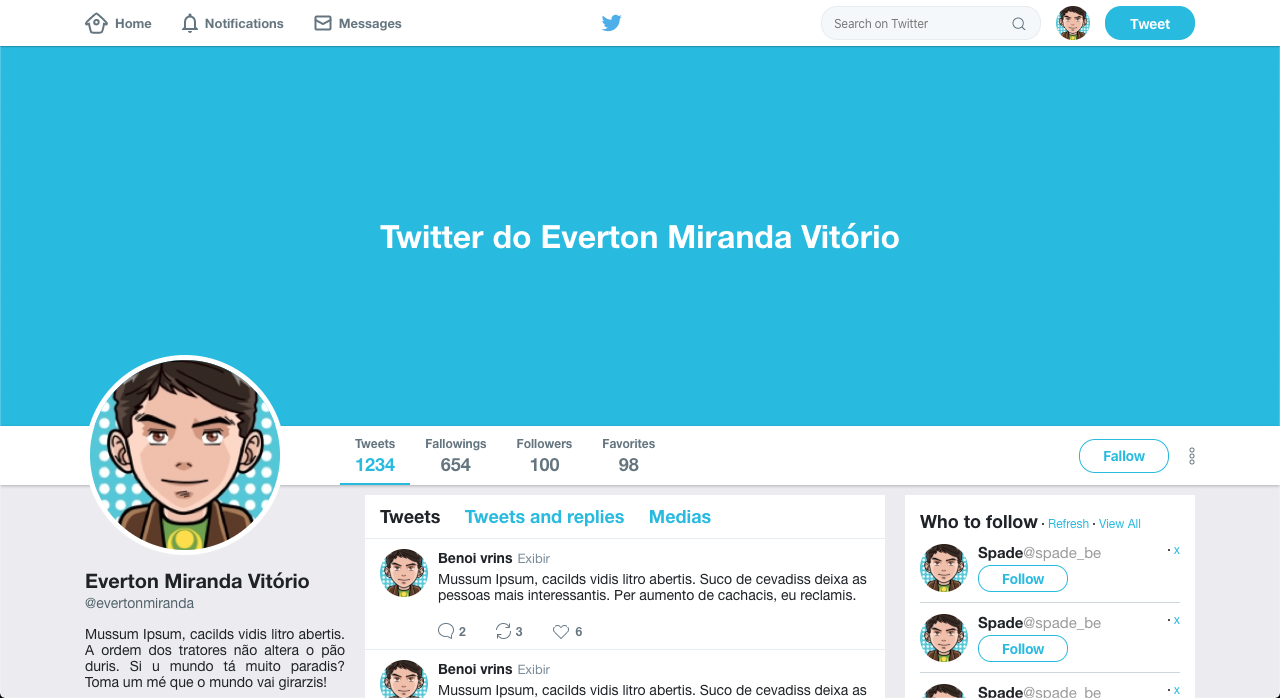 Home Notifications Messages Search on Twitter Tweet
Twitter do Everton Miranda Vitório
Tweets Fallowings Followers Favorites
1234 654 100 98
Fallow
Everton Miranda Vitório
@evertonmiranda
Mussum Ipsum, cacilds vidis litro abertis.
A ordem dos tratores não altera o pão
duris. Si u mundo tá muito paradis?
Toma um mé que o mundo vai girarzis!
Tweets Tweets and replies Medias
Benoi vrins Exibir
Mussum Ipsum, cacilds vidis litro abertis. Suco de cevadiss deixa as
pessoas mais interessantis. Per aumento de cachacis, eu reclamis.
2 3 6
Benoi vrins Exibir
Mussum Ipsum, cacilds vidis litro abertis. Suco de cevadiss deixa as
Who to follow · Refresh · View All
Spade@spade_be · x
Follow
Spade@spade_be · x
Follow
Spade@spade_be · x